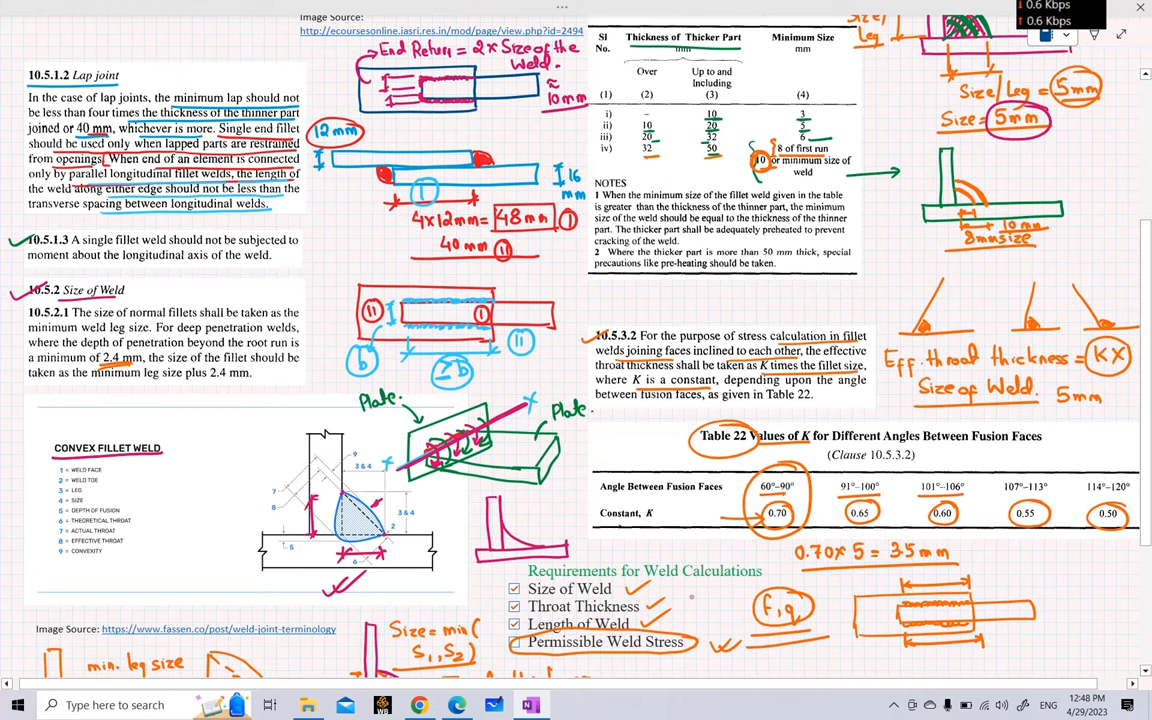 Image Source:
http://ecoursesonline.iasri.res.in/mod/page/view.php?id=2494
End Return = 2x Size of the
Weld.
≈
10mm
10.5.1.2 Lap joint
In the case of lap joints, the minimum lap should not
be less than four times the thickness of the thinner part
joined or 40 mm, whichever is more. Single end fillet
should be used only when lapped parts are restrained
from openings. When end of an element is connected
only by parallel longitudinal fillet welds, the length of
the weld along either edge should not be less than the
transverse spacing between longitudinal welds.
12mm
16
mm
I
4x12mm= 48mm I
40mm II
10.5.1.3 A single fillet weld should not be subjected to
moment about the longitudinal axis of the weld.
10.5.2 Size of Weld
10.5.2.1 The size of normal fillets shall be taken as the
minimum weld leg size. For deep penetration welds,
where the depth of penetration beyond the root run is
a minimum of 2.4 mm, the size of the fillet should be
taken as the minimum leg size plus 2.4 mm.
II
I
II
b
≥b
Plate.
Plate.
x
x
CONVEX FILLET WELD
1 = WELD FACE
2 = WELD TOE
3 = LEG
4 = SIZE
5 = DEPTH OF FUSION
6 = THEORETICAL THROAT
7 = ACTUAL THROAT
8 = EFFECTIVE THROAT
9 = CONVEXITY
9
3 & 4
7
8
1
3 & 4
2
5
6
Image Source: https://www.fassen.co/post/weld-joint-terminology
min. leg size
Size = min (
S1, S2)
Requirements for Weld Calculations
Size of Weld
Throat Thickness
Length of Weld
Permissible Weld Stress
Sl
No.
Thickness of Thicker Part
mm
Minimum Size
mm
Over
Up to and
Including
(1) (2) (3) (4)
i) – 10 3
ii) 10 20 5
iii) 20 32 6
iv) 32 50 8 of first run
10 or minimum size of
weld
NOTES
1 When the minimum size of the fillet weld given in the table
is greater than the thickness of the thinner part, the minimum
size of the weld should be equal to the thickness of the thinner
part. The thicker part shall be adequately preheated to prevent
cracking of the weld.
2 Where the thicker part is more than 50 mm thick, special
precautions like pre-heating should be taken.
Size/
Leg
Size/Leg = 5mm
Size= 5mm
10mm
8mm size
10.5.3.2 For the purpose of stress calculation in fillet
welds joining faces inclined to each other, the effective
throat thickness shall be taken as K times the fillet size,
where K is a constant, depending upon the angle
between fusion faces, as given in Table 22.
Eff. throat thickness = KX
Size of Weld. 5mm
Table 22 Values of K for Different Angles Between Fusion Faces
(Clause 10.5.3.2)
Angle Between Fusion Faces 60°–90° 91°–100° 101°–106° 107°–113° 114°–120°
Constant, K 0.70 0.65 0.60 0.55 0.50
0.70x 5 = 3.5mm
0.6 Kbps
0.6 Kbps
Type here to search
WB
N
ENG
12:48 PM
4/29/2023